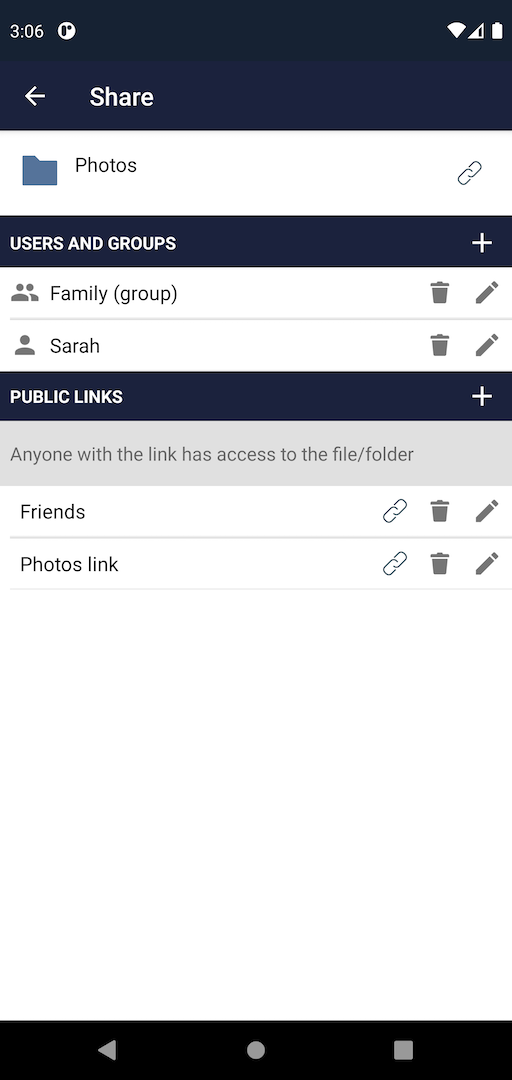 3:06
Share
Photos
USERS AND GROUPS
Family (group)
Sarah
PUBLIC LINKS
Anyone with the link has access to the file/folder
Friends
Photos link